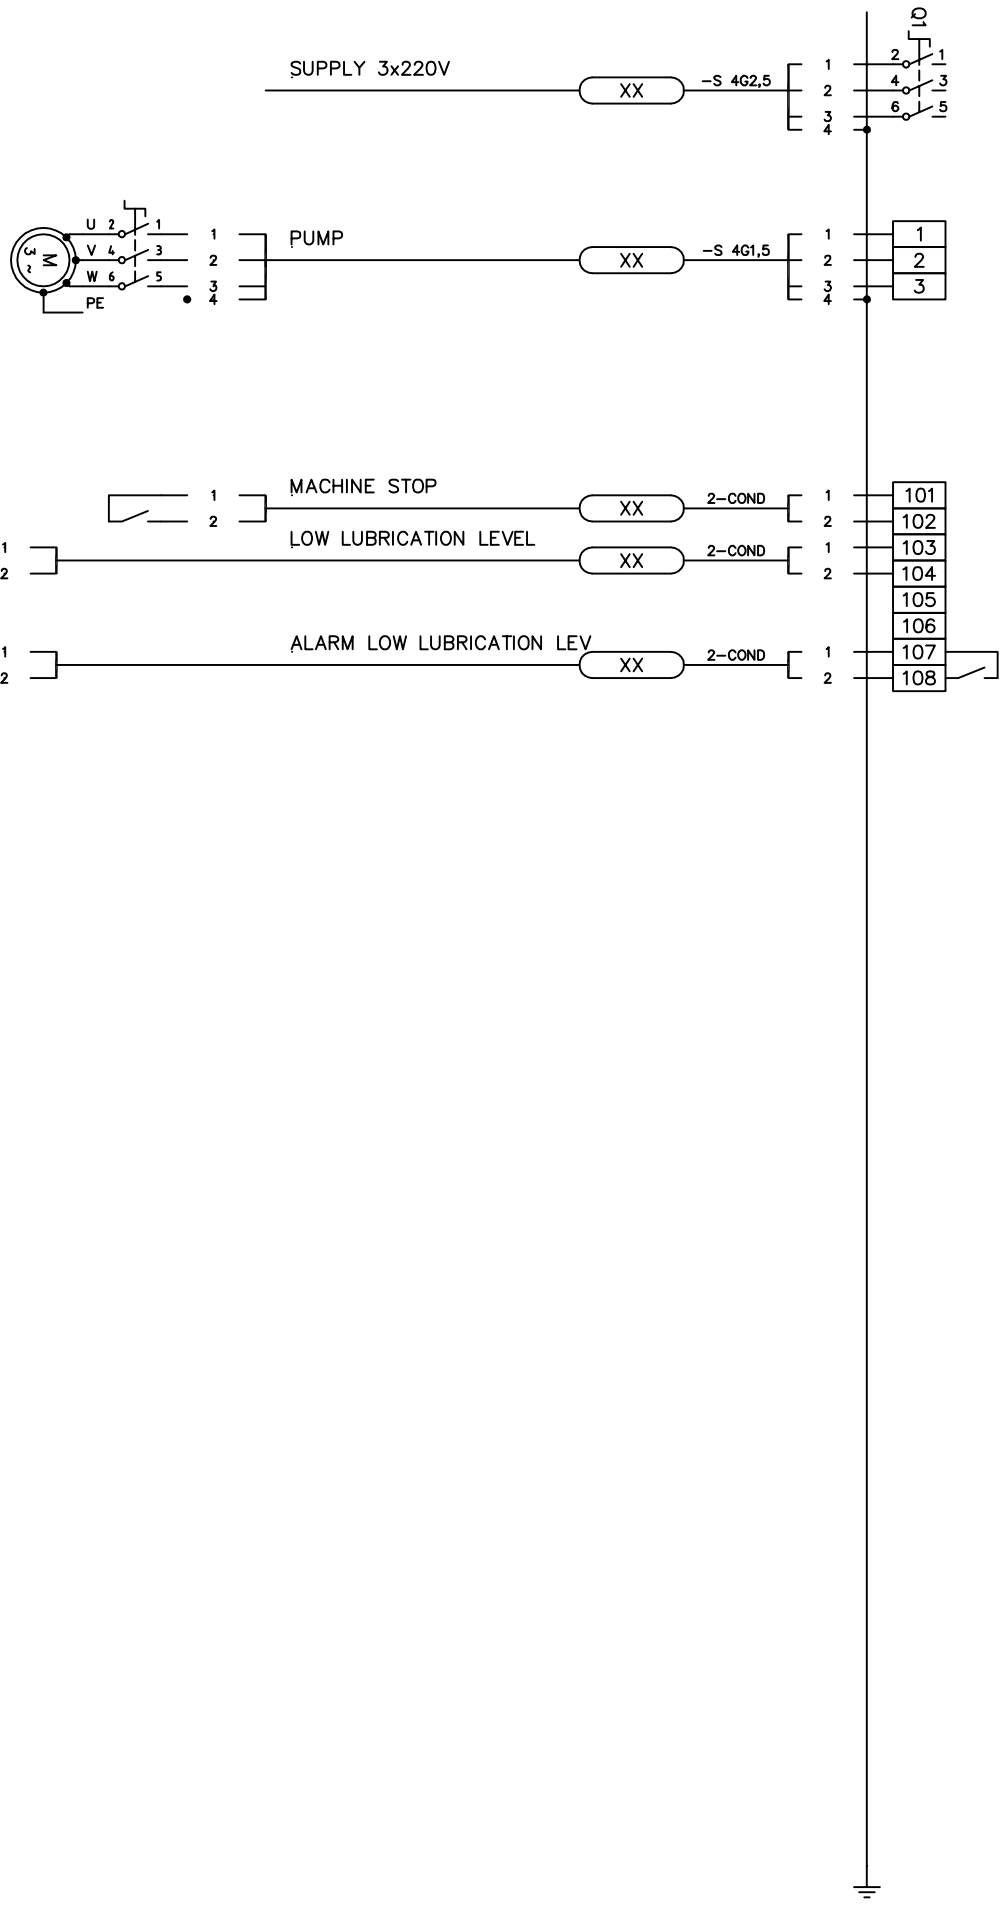 Q1
SUPPLY 3x220V
XX
-S 4G2,5
1
2
3
4
2 1
4 3
6 5
PUMP
M
3
~
U 2 1
V 4 3
W 6 5
PE
1
2
3
4
XX
-S 4G1,5
1
2
3
4
1
2
3
MACHINE STOP
1
2
XX
2-COND
1
2
101
102
LOW LUBRICATION LEVEL
1
2
XX
2-COND
1
2
103
104
105
106
ALARM LOW LUBRICATION LEV
1
2
XX
2-COND
1
2
107
108